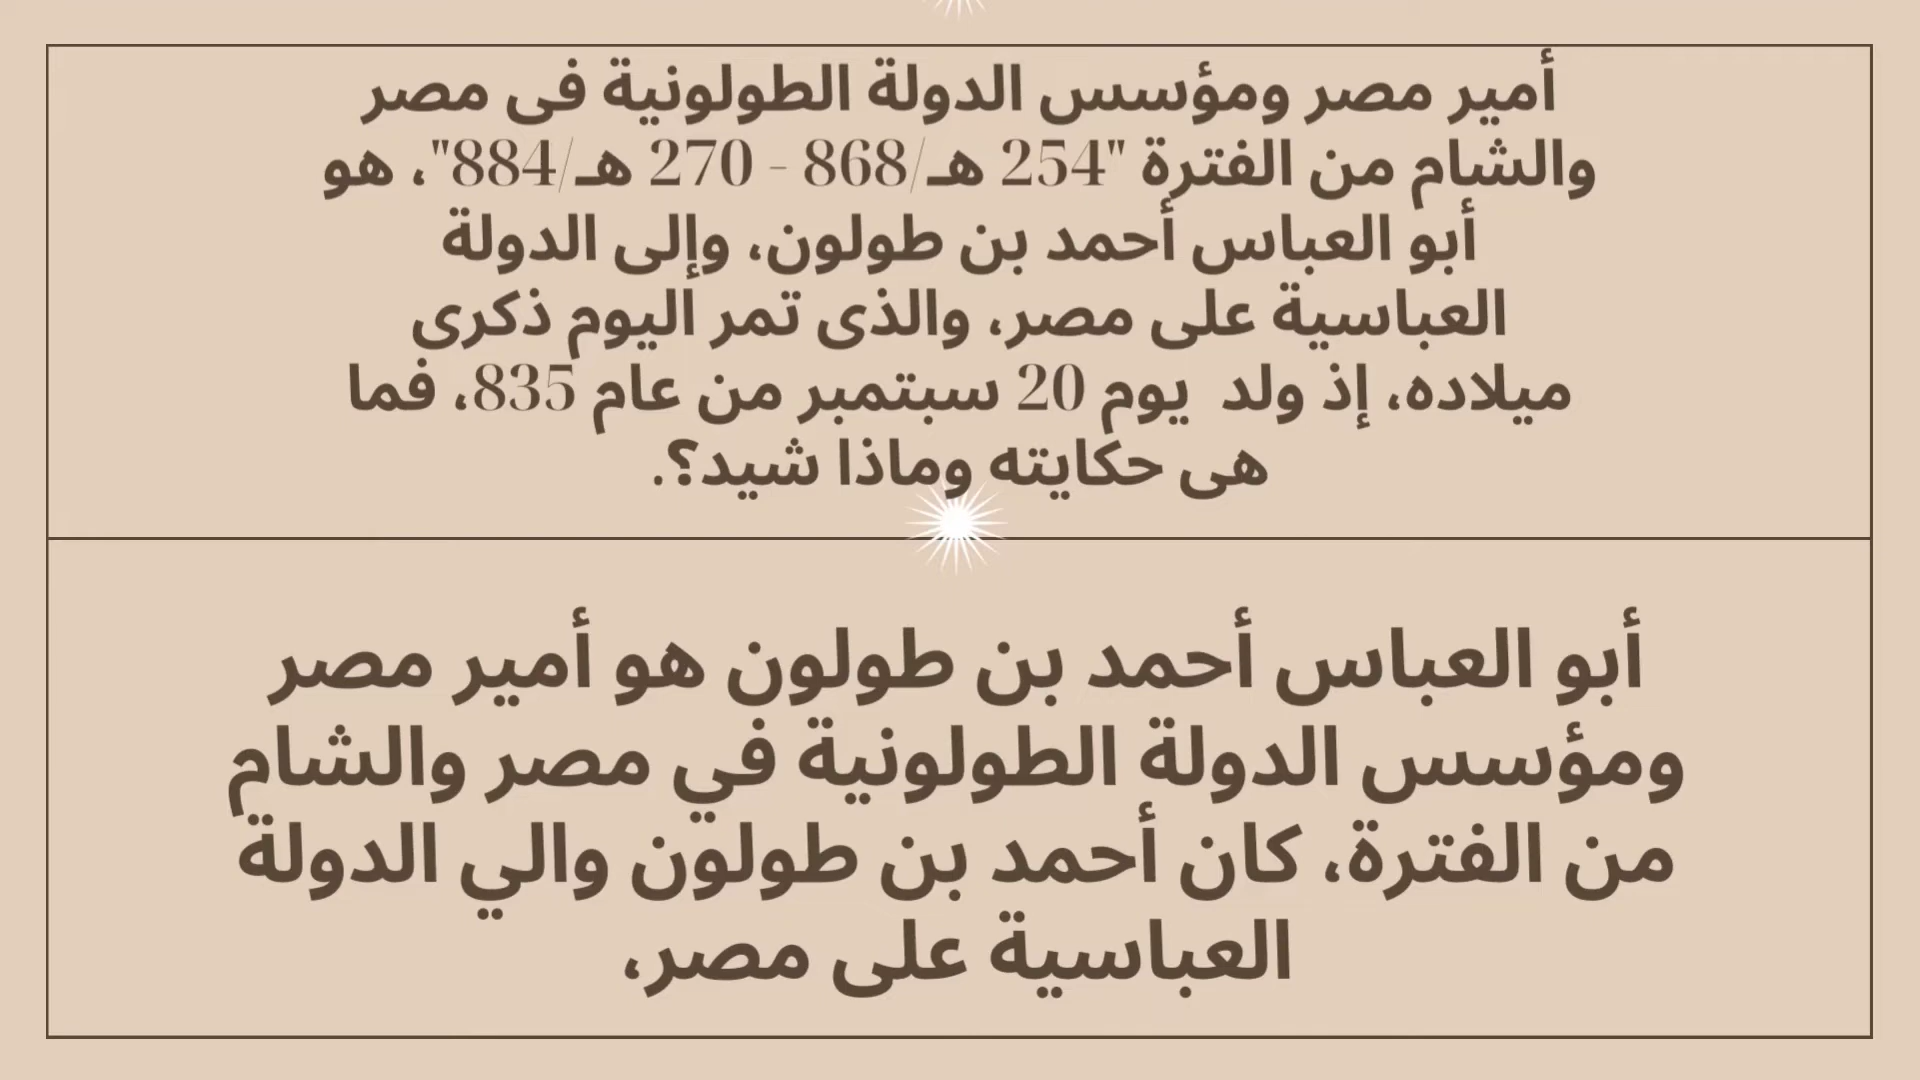 أمير مصر ومؤسس الدولة الطولونية فى مصر
والشام من الفترة "254 هـ/868 - 270 هـ/884"، هو
أبو العباس أحمد بن طولون، وإلى الدولة
العباسية على مصر، والذى تمر اليوم ذكرى
ميلاده، إذ ولد يوم 20 سبتمبر من عام 835، فما
هى حكايته وماذا شيد؟.
أبو العباس أحمد بن طولون هو أمير مصر
ومؤسس الدولة الطولونية في مصر والشام
من الفترة، كان أحمد بن طولون والي الدولة
العباسية على مصر،